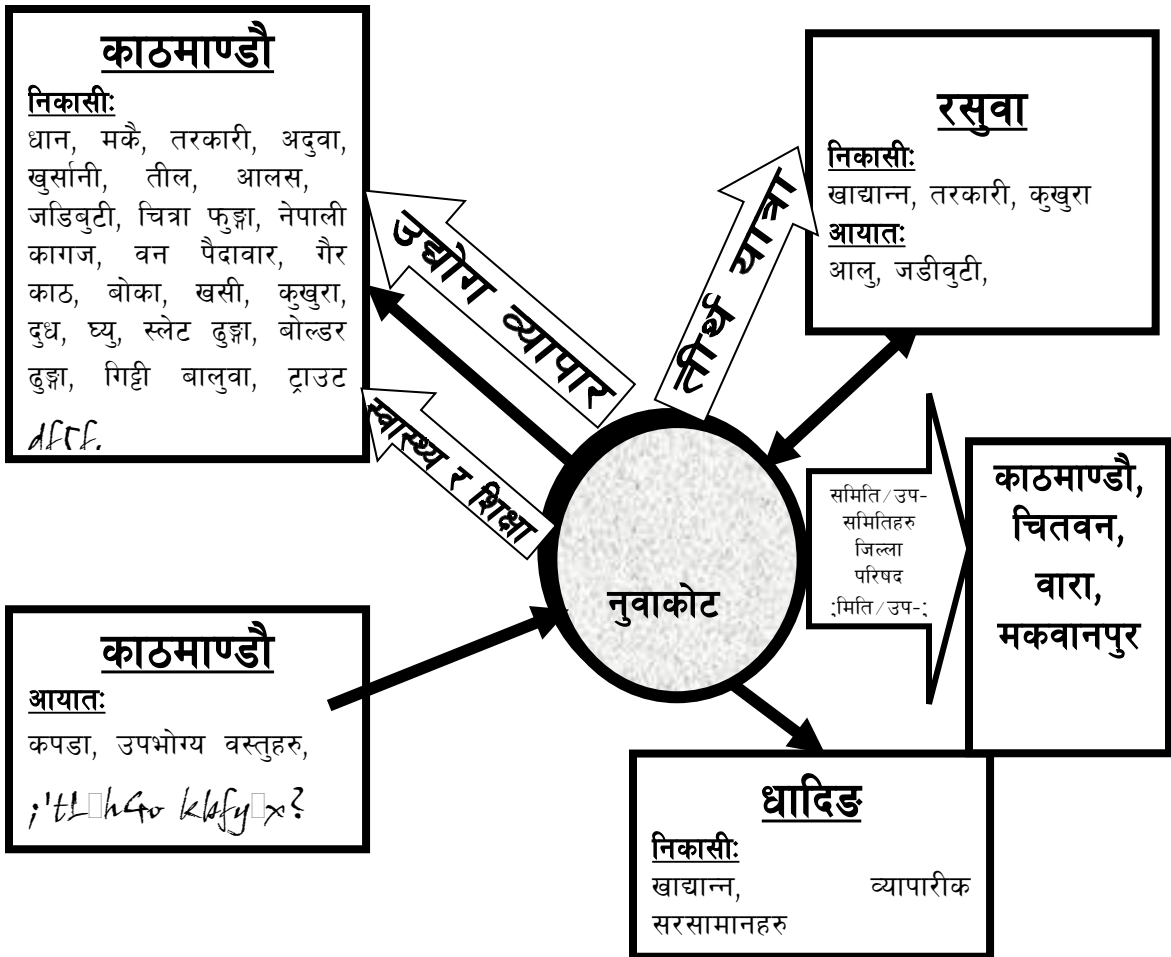 काठमाण्डौ
निकासीः
धान, मकै, तरकारी, अदुवा,
खुर्सानी, तील, आलस,
जडिबुटी, चित्रा फुङ्गा, नेपाली
कागज, वन पैदावार, गैर
काठ, बोका, खसी, कुखुरा,
दुध, घ्यु, स्लेट ढुङ्गा, बोल्डर
ढुङ्गा, गिट्टी बालुवा, ट्राउट
उद्योग व्यापार
स्वास्थ्य र शिक्षा
तीर्थ यात्रा
रसुवा
निकासीः
खाद्यान्न, तरकारी, कुखुरा
आयातः
आलु, जडीवुटी,
समिति/उप-
समितिहरु
जिल्ला
परिषद
मिति/उप-
काठमाण्डौ,
चितवन,
वारा,
मकवानपुर
नुवाकोट
काठमाण्डौ
आयातः
कपडा, उपभोग्य वस्तुहरु,
धादिङ
निकासीः
खाद्यान्न, व्यापारीक
सरसामानहरु